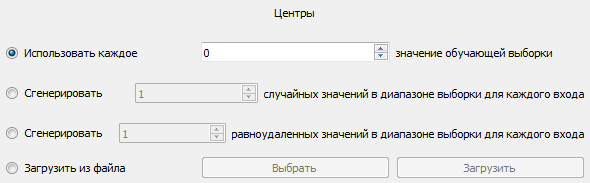 Центры
Использовать каждое 0 значение обучающей выборки
Сгенерировать 1 случайных значений в диапазоне выборки для каждого входа
Сгенерировать 1 равноудаленных значений в диапазоне выборки для каждого входа
Загрузить из файла Выбрать Загрузить